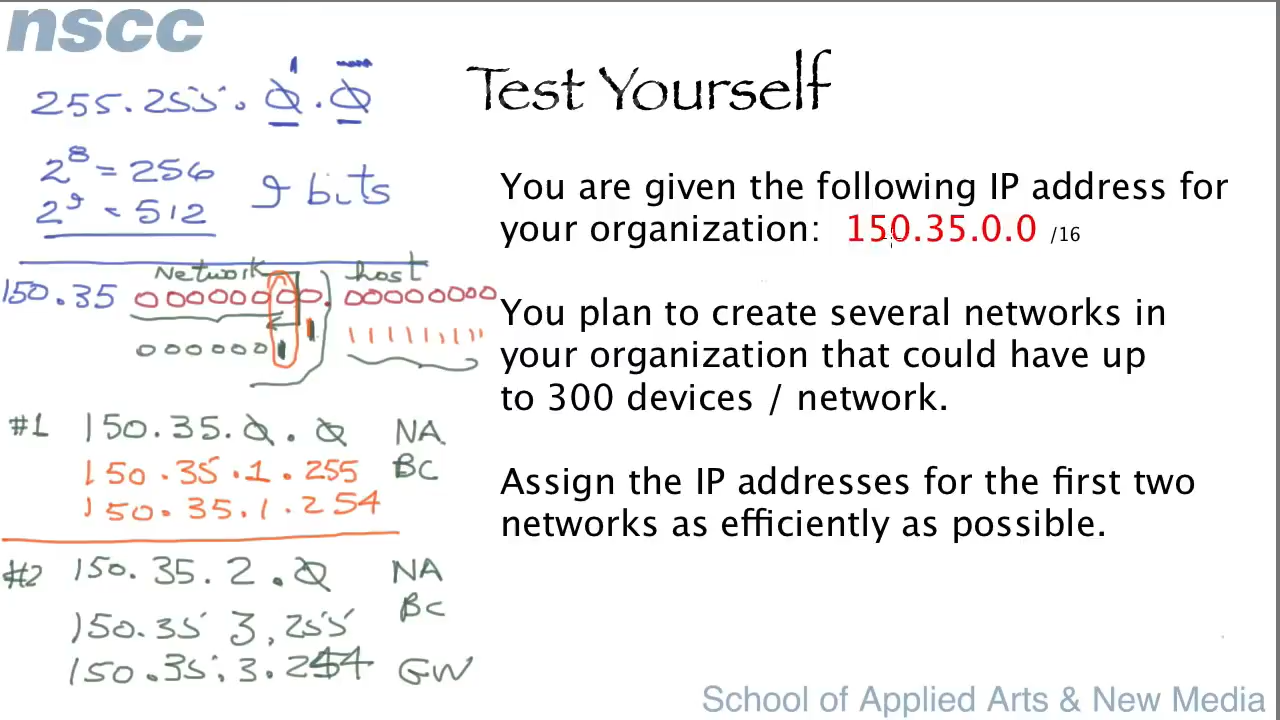 nscc
Test Yourself
255.255.0.0
2^8 = 256
2^9 = 512
9 bits
You are given the following IP address for
your organization: 150.35.0.0 /16
Network host
150.35 00000000.00000000
11111111
0000001
You plan to create several networks in
your organization that could have up
to 300 devices / network.
#1 150.35.0.0 NA
150.35.1.255 BC
150.35.1.254
Assign the IP addresses for the first two
networks as efficiently as possible.
#2 150.35.2.0 NA
BC
150.35 3,255
150.35.3.254 GW
School of Applied Arts & New Media